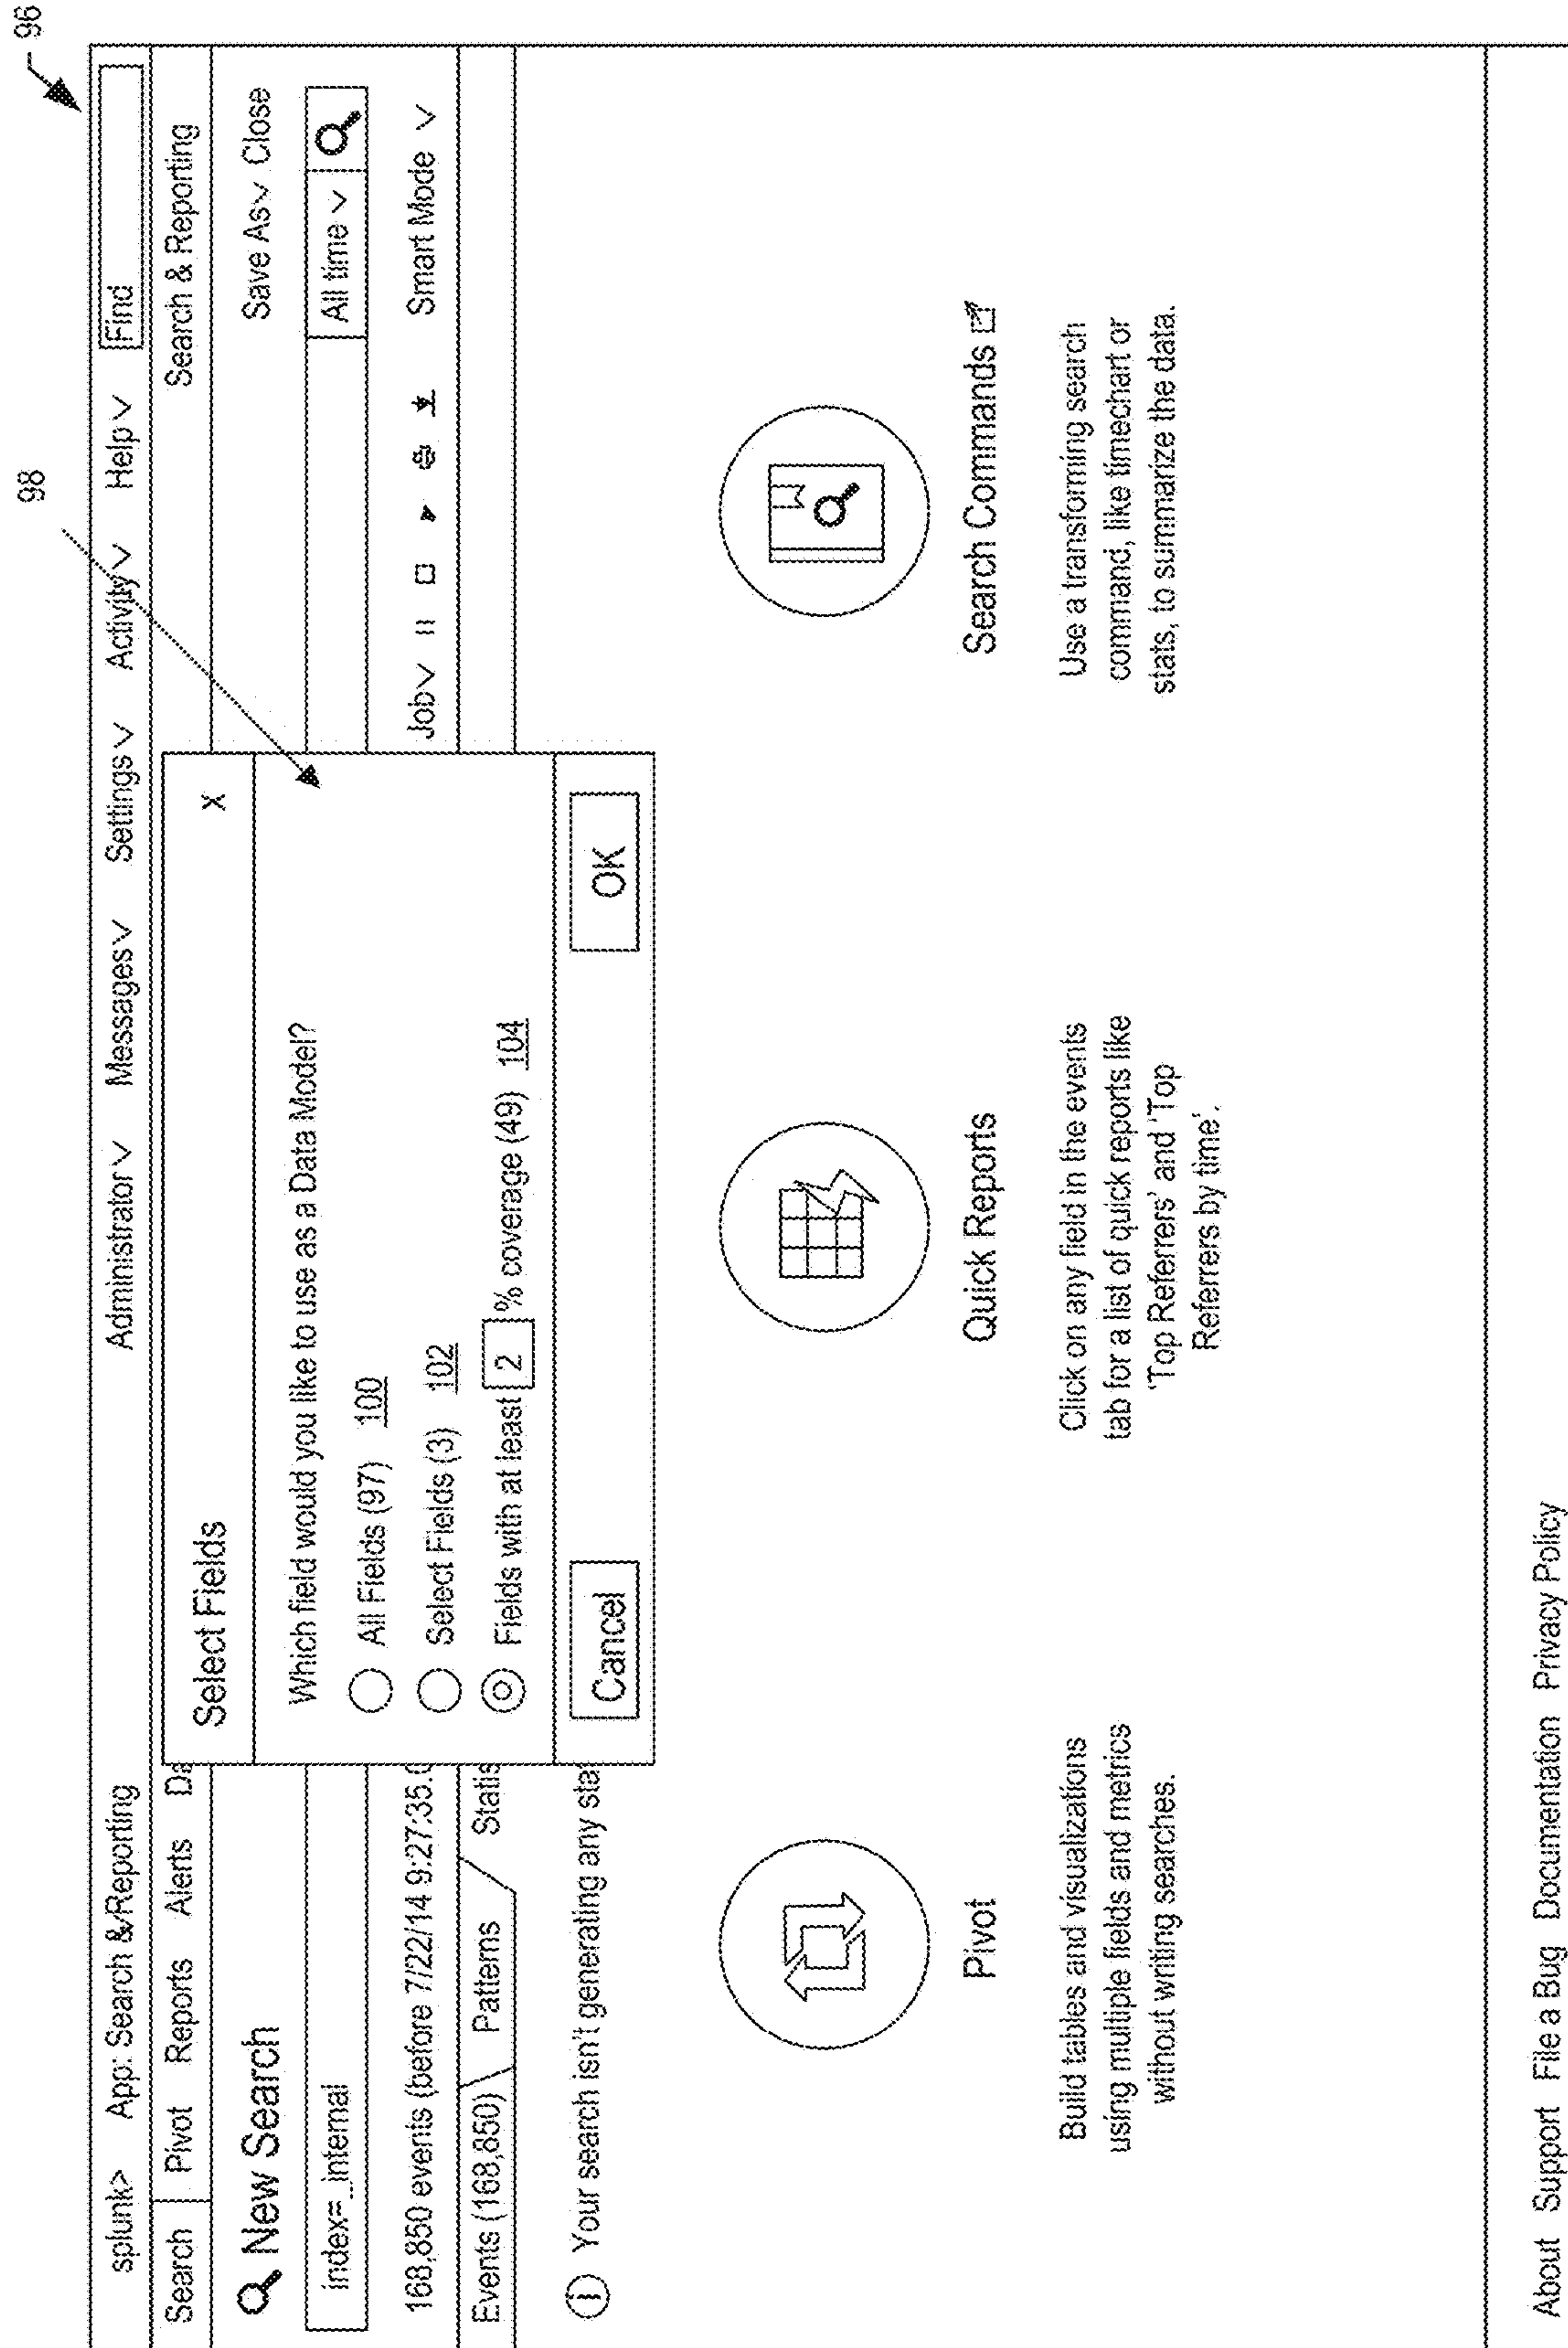 96
98
splunk> App: Search &Reporting Administrator ∨ Messages ∨ Settings ∨ Activity ∨ Help ∨ Find
Search Pivot Reports Alerts Da Search & Reporting
New Search Save As ∨ Close
index=_internal All time ∨
168,850 events (before 7/22/14 9:27:35.0 Job ∨ Smart Mode ∨
Events (168,850) Patterns Statis
Your search isn't generating any sta
Select Fields X
Which field would you like to use as a Data Model?
All Fields (97) 100
Select Fields (3) 102
Fields with at least 2 % coverage (49) 104
Cancel OK
Pivot
Build tables and visualizations
using multiple fields and metrics
without writing searches.
Quick Reports
Click on any field in the events
tab for a list of quick reports like
'Top Referrers' and 'Top
Referrers by time'.
Search Commands
Use a transforming search
command, like timechart or
stats, to summarize the data.
About Support File a Bug Documentation Privacy Policy